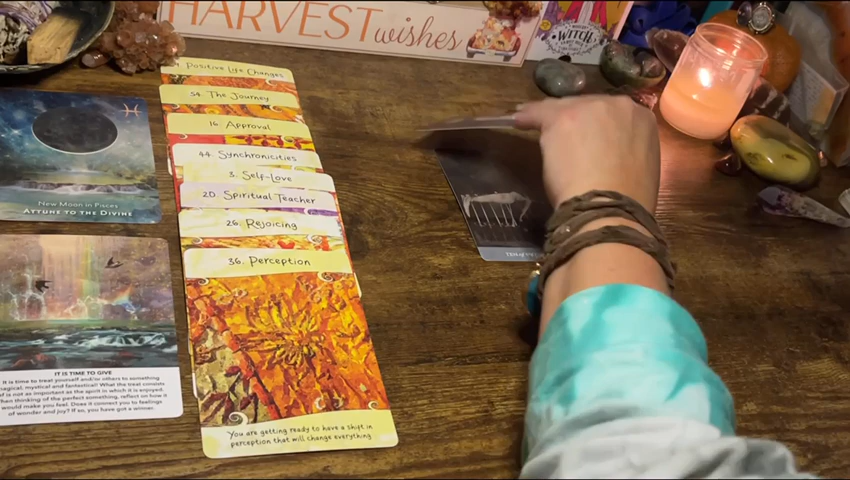 HARVEST wishes
WITCH
Positive Life Changes
54. The Journey
16. Approval
44. Synchronicities
3. Self-Love
20. Spiritual Teacher
26. Rejoicing
36. Perception
You are getting ready to have a shift in
perception that will change everything
New Moon in Pisces
ATTUNE TO THE DIVINE
IT IS TIME TO GIVE
It is time to treat yourself and/or others to something
magical, mystical and fantastical! What the treat consists
of is not as important as the spirit in which it is enjoyed.
When thinking of the perfect something, reflect on how it
would make you feel. Does it connect you to feelings
of wonder and joy? If so, you have got a winner.
TEN of